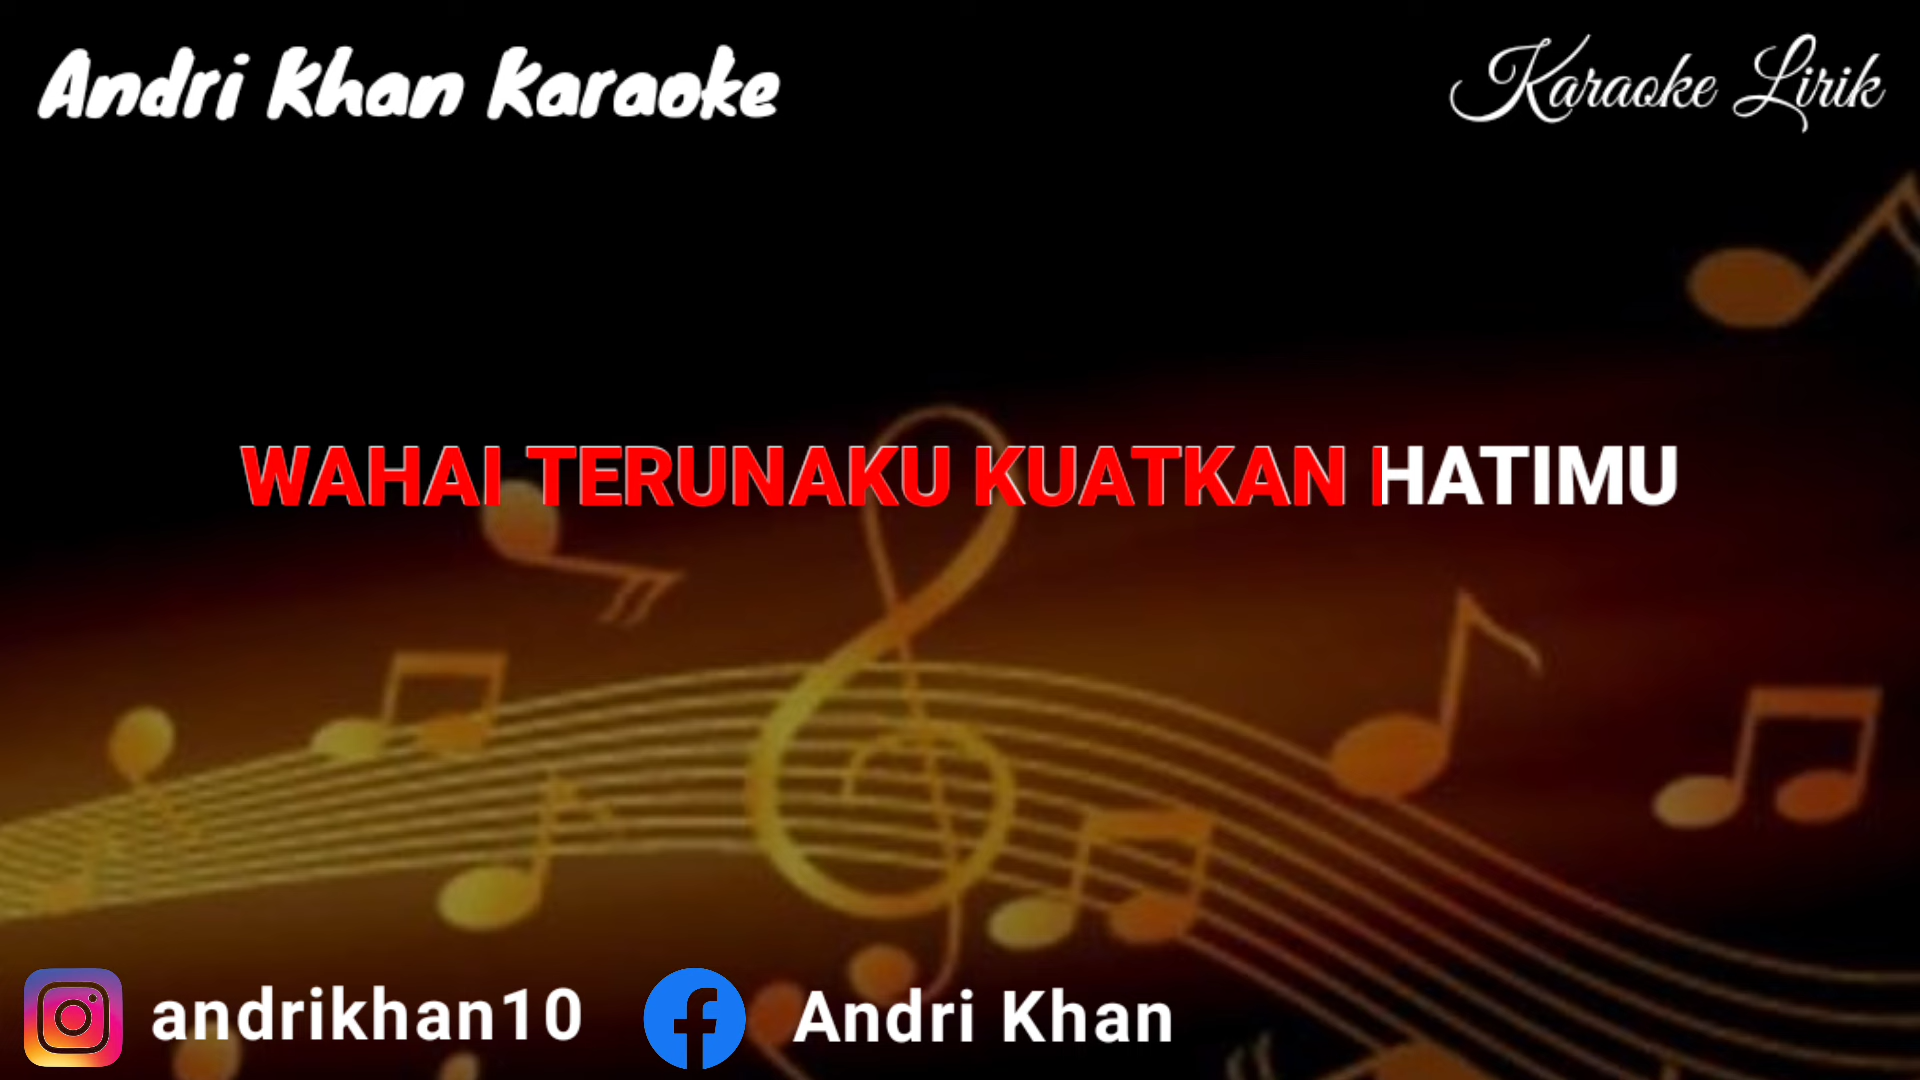 Andri Khan Karaoke
Karaoke Lirik
WAHAI TERUNAKU KUATKAN HATIMU
andrikhan10
Andri Khan